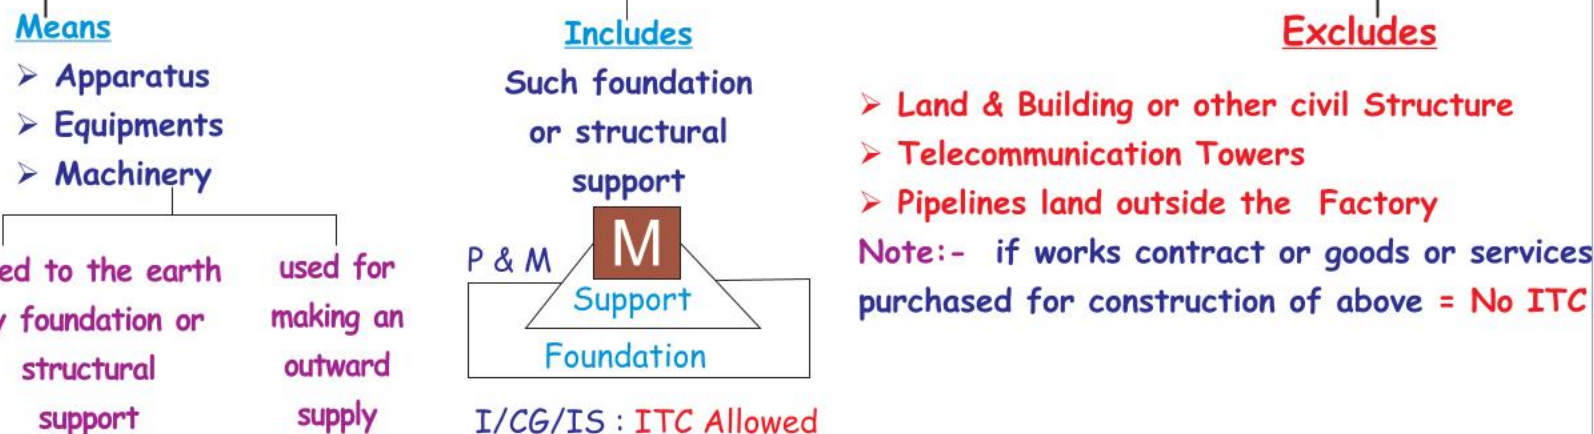 Means
➤ Apparatus
➤ Equipments
➤ Machinery
to the earth
foundation or
structural
support
used for
making an
outward
supply
Includes
Such foundation
or structural
support
M
P & M
Support
Foundation
I/CG/IS : ITC Allowed
Excludes
➤ Land & Building or other civil Structure
➤ Telecommunication Towers
➤ Pipelines land outside the Factory
Note:- if works contract or goods or services
purchased for construction of above = No ITC